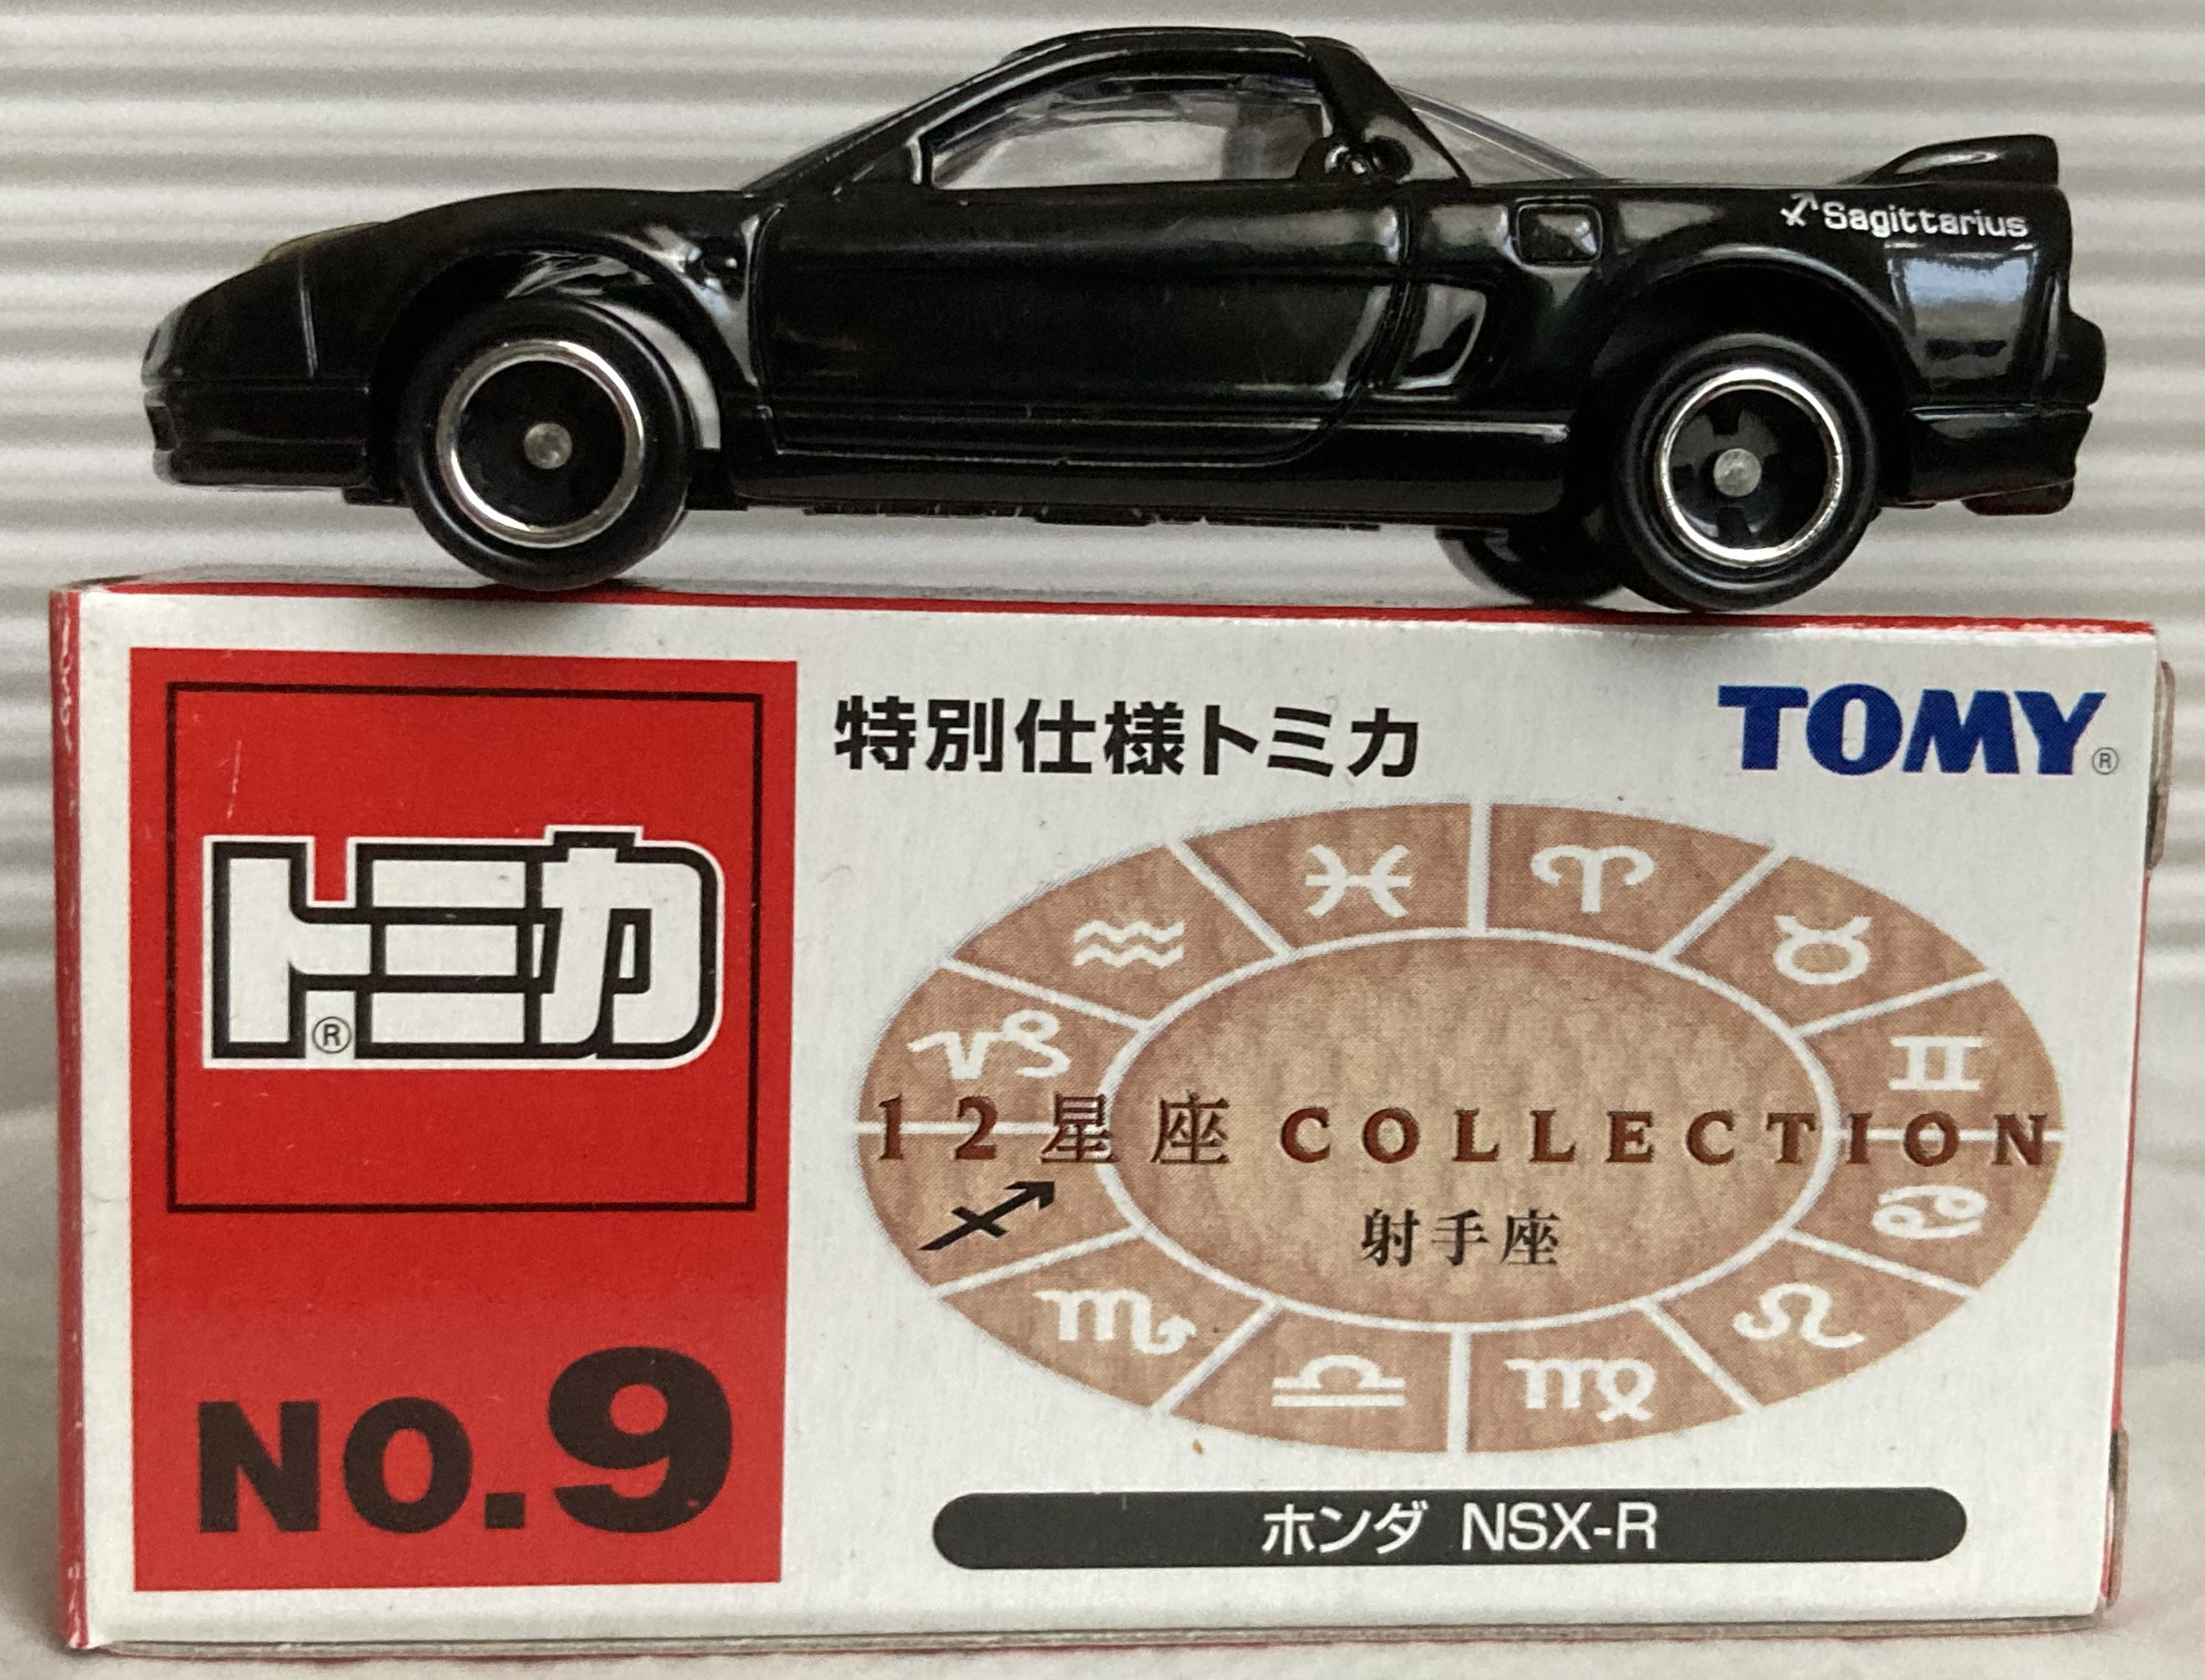 ♐Sagittarius
特別仕様トミカ
TOMY®
トミカ®
12星座 COLLECTION
射手座
NO.9
ホンダ NSX-R